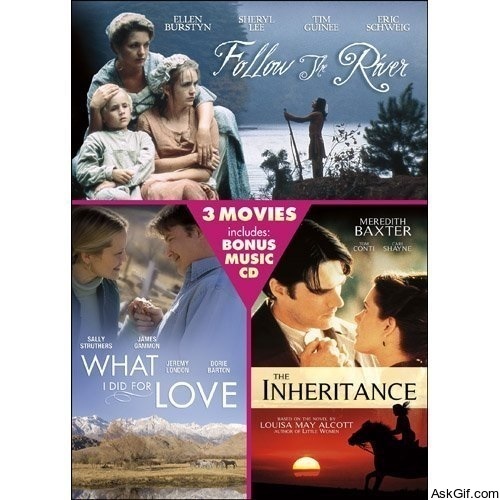 ELLEN BURSTYN
SHERYL LEE
TIM GUINEE
ERIC SCHWEIG
Follow The River
3 MOVIES
includes:
BONUS
MUSIC
CD
MEREDITH
BAXTER
TOM CONTI
CARI SHAYNE
SALLY STRUTHERS
JAMES GAMMON
JEREMY LONDON
DORIE BARTON
WHAT
I DID FOR
LOVE
THE
INHERITANCE
BASED ON THE NOVEL BY
LOUISA MAY ALCOTT
AUTHOR OF LITTLE WOMEN
AskGif.com